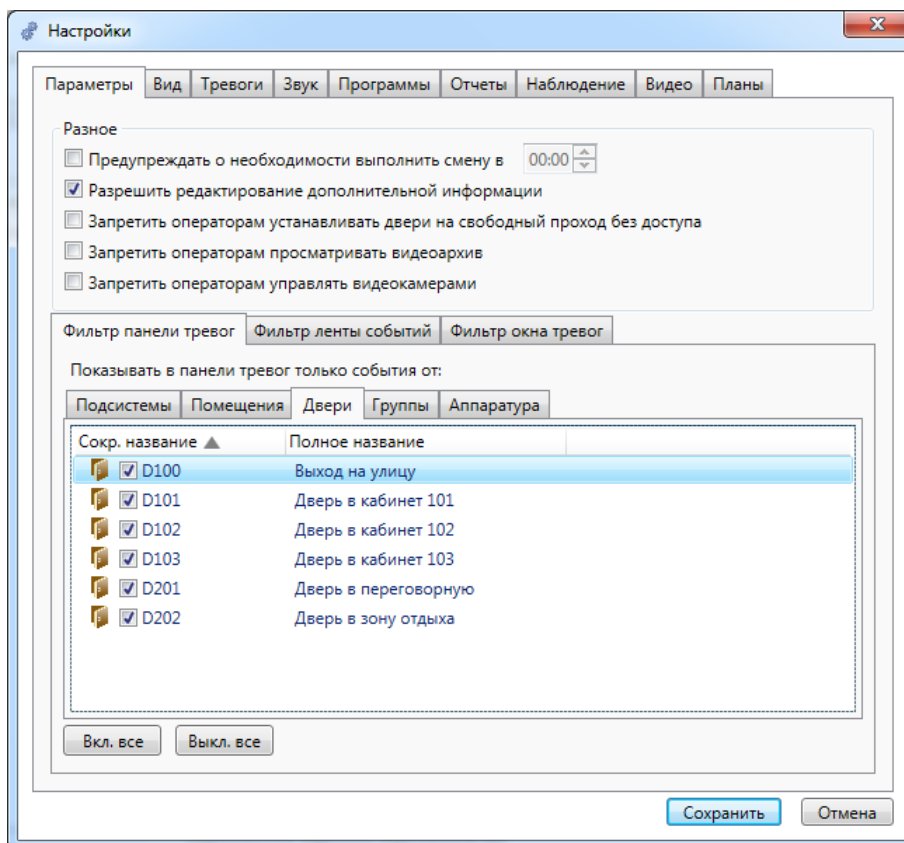 Настройки
Параметры Вид Тревоги Звук Программы Отчеты Наблюдение Видео Планы
Разное
Предупреждать о необходимости выполнить смену в 00:00
Разрешить редактирование дополнительной информации
Запретить операторам устанавливать двери на свободный проход без доступа
Запретить операторам просматривать видеоархив
Запретить операторам управлять видеокамерами
Фильтр панели тревог Фильтр ленты событий Фильтр окна тревог
Показывать в панели тревог только события от:
Подсистемы Помещения Двери Группы Аппаратура
Сокр. название Полное название
D100 Выход на улицу
D101 Дверь в кабинет 101
D102 Дверь в кабинет 102
D103 Дверь в кабинет 103
D201 Дверь в переговорную
D202 Дверь в зону отдыха
Вкл. все Выкл. все
Сохранить Отмена